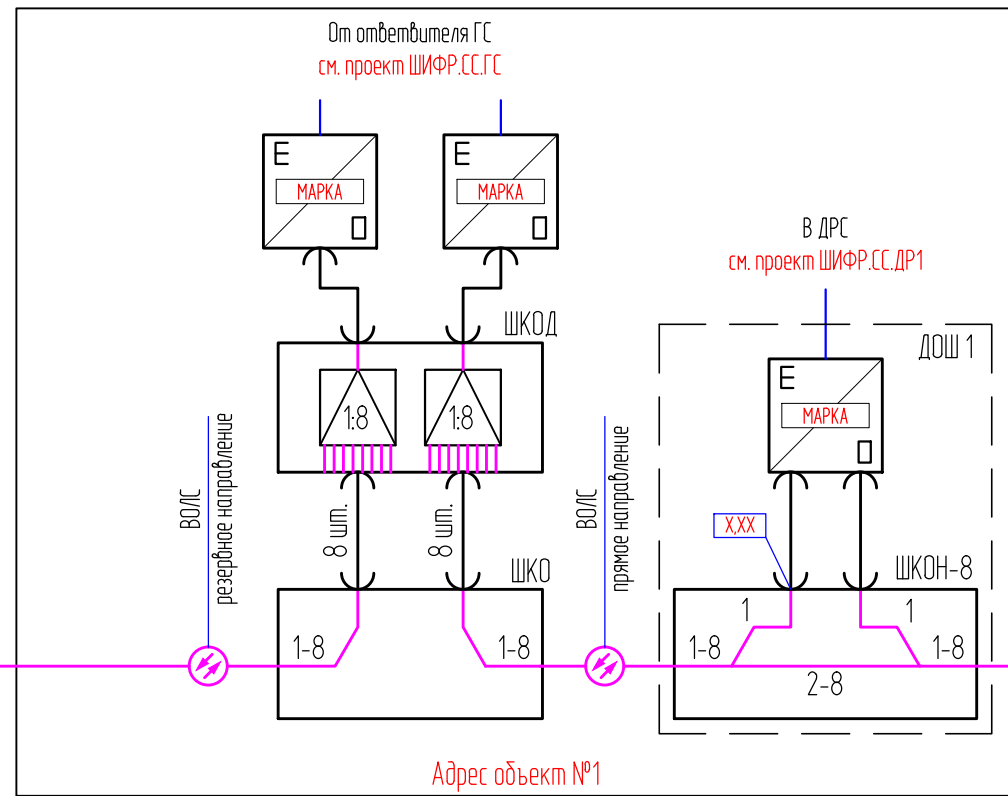 От ответвителя ГС
см. проект ШИФР.СС.ГС
E
МАРКА
E
МАРКА
В ДРС
см. проект ШИФР.СС.ДР1
ШКОД
ДОШ 1
1:8
1:8
E
МАРКА
ВОЛС
резервное направление
8 шт.
8 шт.
ВОЛС
прямое направление
X,XX
ШКО
ШКОН-8
1-8
1-8
1
1
1-8
1-8
2-8
Адрес объект №1